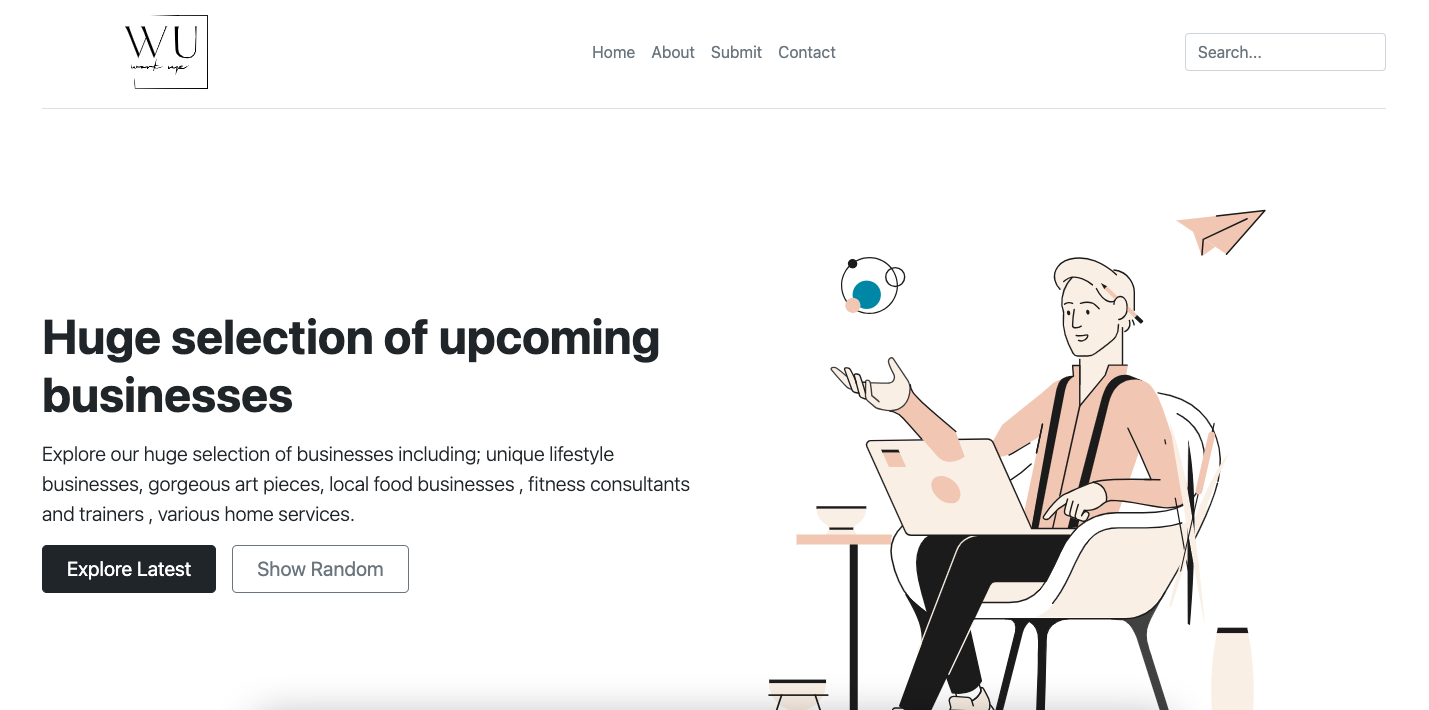 WU
work upz
Home About Submit Contact
Search...
Huge selection of upcoming
businesses
Explore our huge selection of businesses including; unique lifestyle
businesses, gorgeous art pieces, local food businesses , fitness consultants
and trainers , various home services.
Explore Latest Show Random